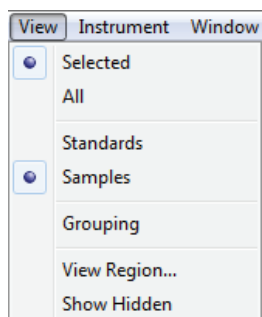 View Instrument Window
Selected
All
Standards
Samples
Grouping
View Region...
Show Hidden